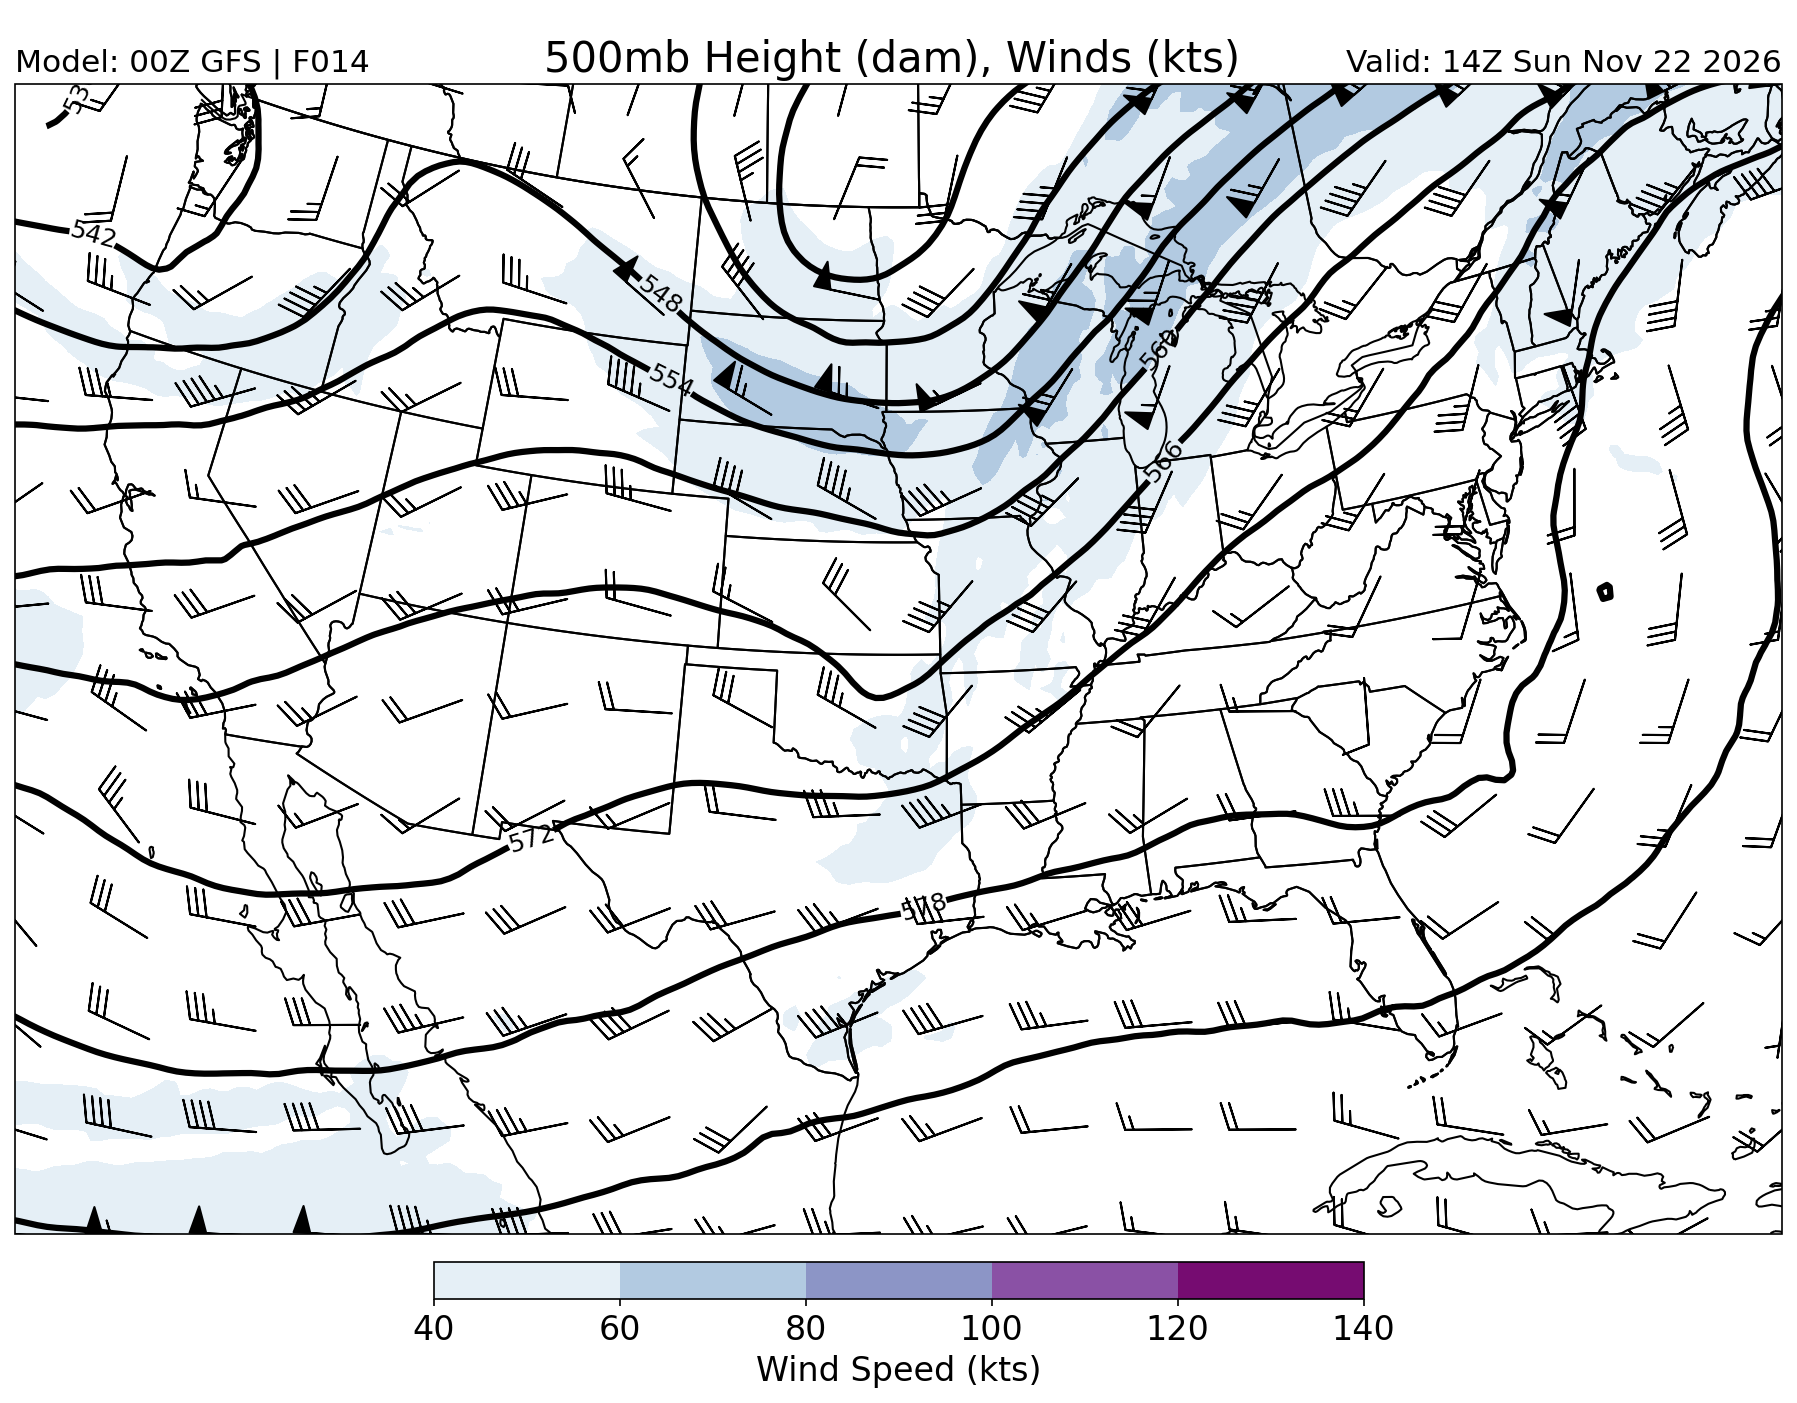 Model: 00Z GFS | F014
500mb Height (dam), Winds (kts)
Valid: 14Z Sun Nov 22 2026
542
548
554
560
566
572
578
40 60 80 100 120 140
Wind Speed (kts)